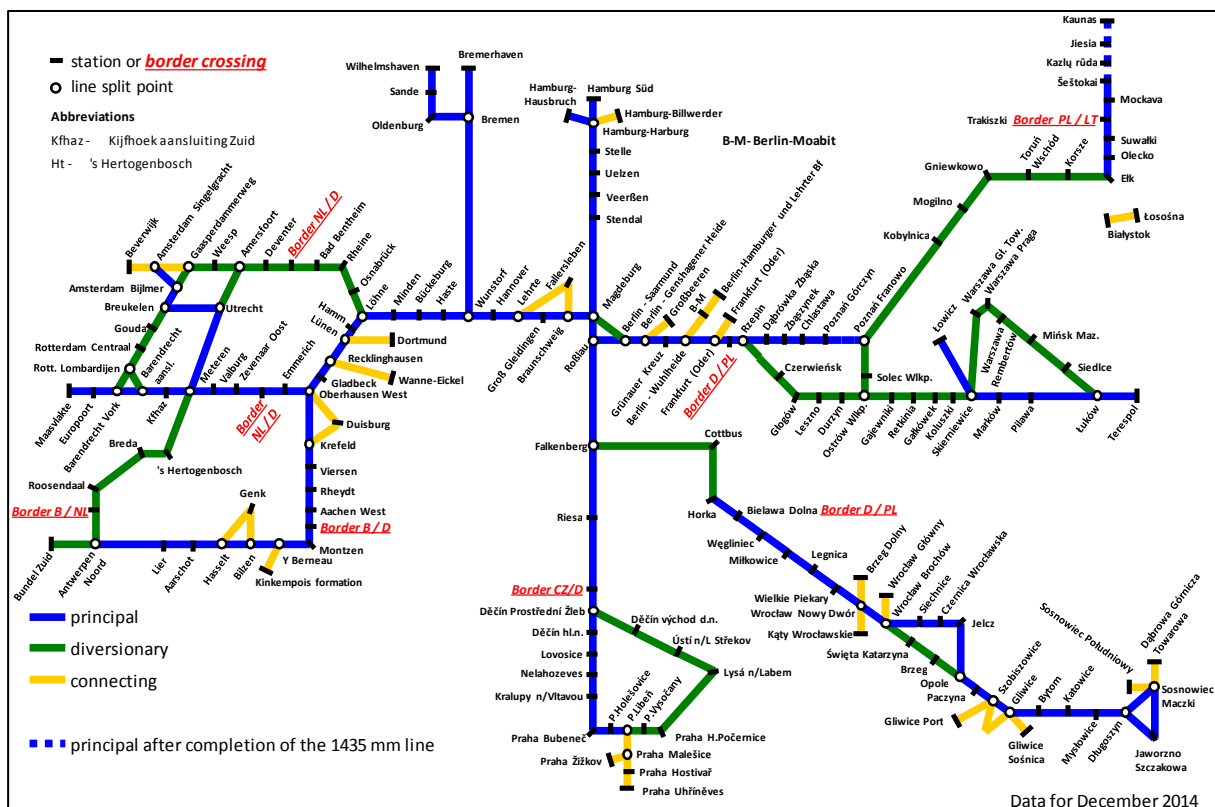 station or border crossing
line split point
Abbreviations
Kfhaz - Kijfhoek aansluiting Zuid
Ht - 's Hertogenbosch
Wilhelmshaven
Sande
Oldenburg
Bremerhaven
Bremen
Hamburg-
Hausbruch
Hamburg Süd
Hamburg-Billwerder
Hamburg-Harburg
Stelle
Uelzen
Veerßen
Stendal
B-M- Berlin-Moabit
Kaunas
Jiesia
Kazlų rūda
Šeštokai
Mockava
Trakiszki
Border PL / LT
Suwałki
Olecko
Ełk
Korsze
Toruń
Wschód
Gniewkowo
Mogilno
Kobylnica
Łosośna
Białystok
Beverwijk
Amsterdam Singelgracht
Gaasperdammerweg
Weesp
Amersfoort
Deventer
Border NL / D
Bad Bentheim
Rheine
Osnabrück
Löhne
Minden
Bückeburg
Haste
Wunstorf
Hannover
Lehrte
Fallersleben
Groß Gleidingen
Braunschweig
Magdeburg
Roßlau
Berlin - Saarmund
Berlin - Genshagener Heide
Großbeeren
B-M
Berlin-Hamburger und Lehrter Bf
Frankfurt (Oder)
Grünauer Kreuz
Berlin - Wuhlheide
Frankfurt (Oder)
Border D / PL
Rzepin
Dąbrówka Zbąska
Zbąszynek
Chlastawa
Poznań Górczyn
Poznań Franowo
Amsterdam Bijlmer
Breukelen
Utrecht
Gouda
Rotterdam Centraal
Rott. Lombardijen
Barendrecht
aansl.
Maasvlakte
Europoort
Barendrecht Vork
Kfhaz
Meteren
Valburg
Zevenaar Oost
Border
NL / D
Emmerich
Oberhausen West
Gladbeck
Recklinghausen
Lünen
Hamm
Dortmund
Wanne-Eickel
Duisburg
Krefeld
Viersen
Rheydt
Aachen West
Border B / D
Montzen
Breda
's Hertogenbosch
Roosendaal
Border B / NL
Bundel Zuid
Antwerpen
Noord
Lier
Aarschot
Hasselt
Genk
Bilzen
Y Berneau
Kinkempois formation
Czerwieńsk
Głogów
Leszno
Durzyn
Ostrów Wlkp.
Solec Wlkp.
Gajewniki
Retkinia
Gałkówek
Koluszki
Skierniewice
Łowicz
Warszawa Gł. Tow.
Warszawa Praga
Warszawa
Rembertów
Mińsk Maz.
Siedlce
Marków
Pilawa
Łuków
Terespol
Falkenberg
Cottbus
Horka
Bielawa Dolna
Border D / PL
Węgliniec
Miłkowice
Legnica
Wielkie Piekary
Wrocław Nowy Dwór
Kąty Wrocławskie
Brzeg Dolny
Wrocław Główny
Wrocław Brochów
Siechnice
Czernica Wrocławska
Jelcz
Święta Katarzyna
Brzeg
Opole
Paczyna
Szobiszowice
Gliwice
Gliwice Port
Gliwice
Sośnica
Bytom
Katowice
Mysłowice
Długoszyn
Sosnowiec Południowy
Dąbrowa Górnicza
Towarowa
Sosnowiec
Maczki
Jaworzno
Szczakowa
Riesa
Border CZ/D
Děčín Prostřední Žleb
Děčín hl.n.
Lovosice
Nelahozeves
Kralupy n/Vltavou
Praha Bubeneč
P.Holešovice
P.Libeň
P.Vysočany
Děčín východ d.n.
Ústí n/L Střekov
Lysá n/Labem
Praha H.Počernice
Praha Malešice
Praha Žižkov
Praha Hostivař
Praha Uhříněves
principal
diversionary
connecting
principal after completion of the 1435 mm line
Data for December 2014